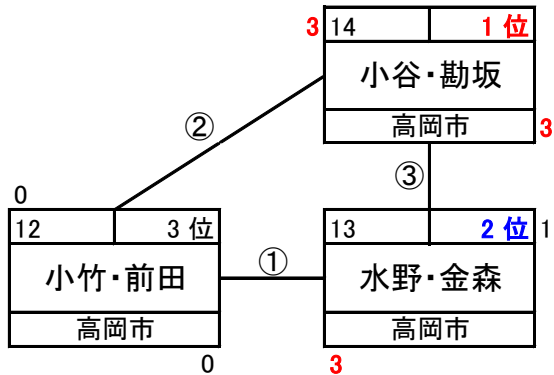 3 14 1 位
小谷・勘坂
高岡市 3
②
③
0
12 3 位
小竹・前田
高岡市
0
①
13 2 位 1
水野・金森
高岡市
3